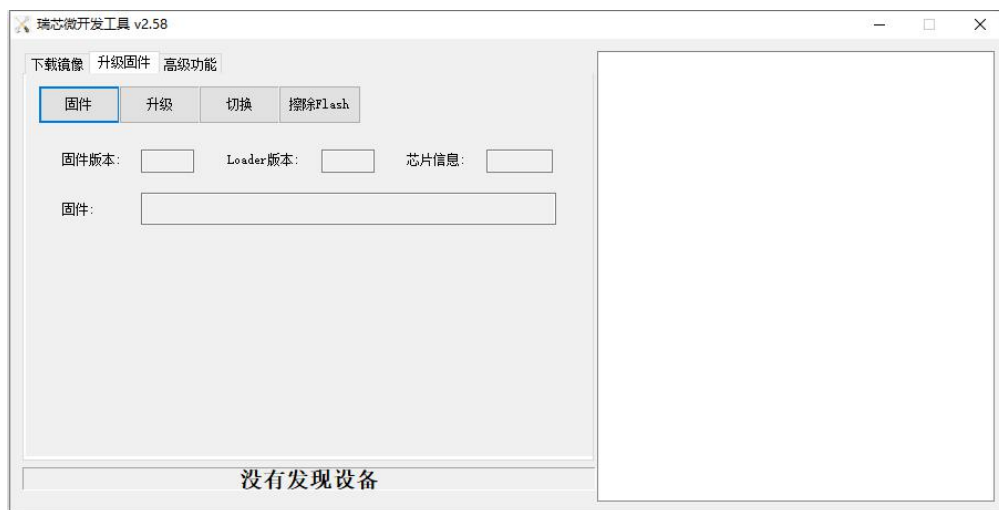 瑞芯微开发工具 v2.58
下载镜像 升级固件 高级功能
固件 升级 切换 擦除Flash
固件版本: Loader版本: 芯片信息:
固件:
没有发现设备